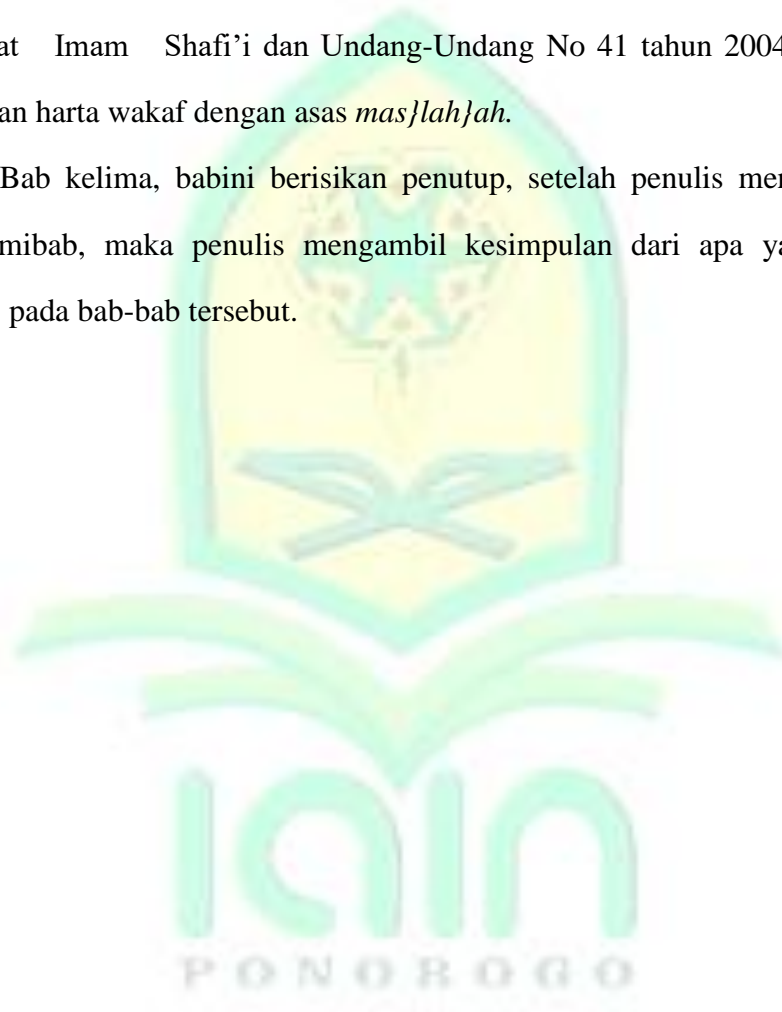 at Imam Shafi’i dan Undang-Undang No 41 tahun 2004
an harta wakaf dengan asas mas}lah}ah.
Bab kelima, babini berisikan penutup, setelah penulis men
mibab, maka penulis mengambil kesimpulan dari apa ya
pada bab-bab tersebut.
iain
PONOROGO